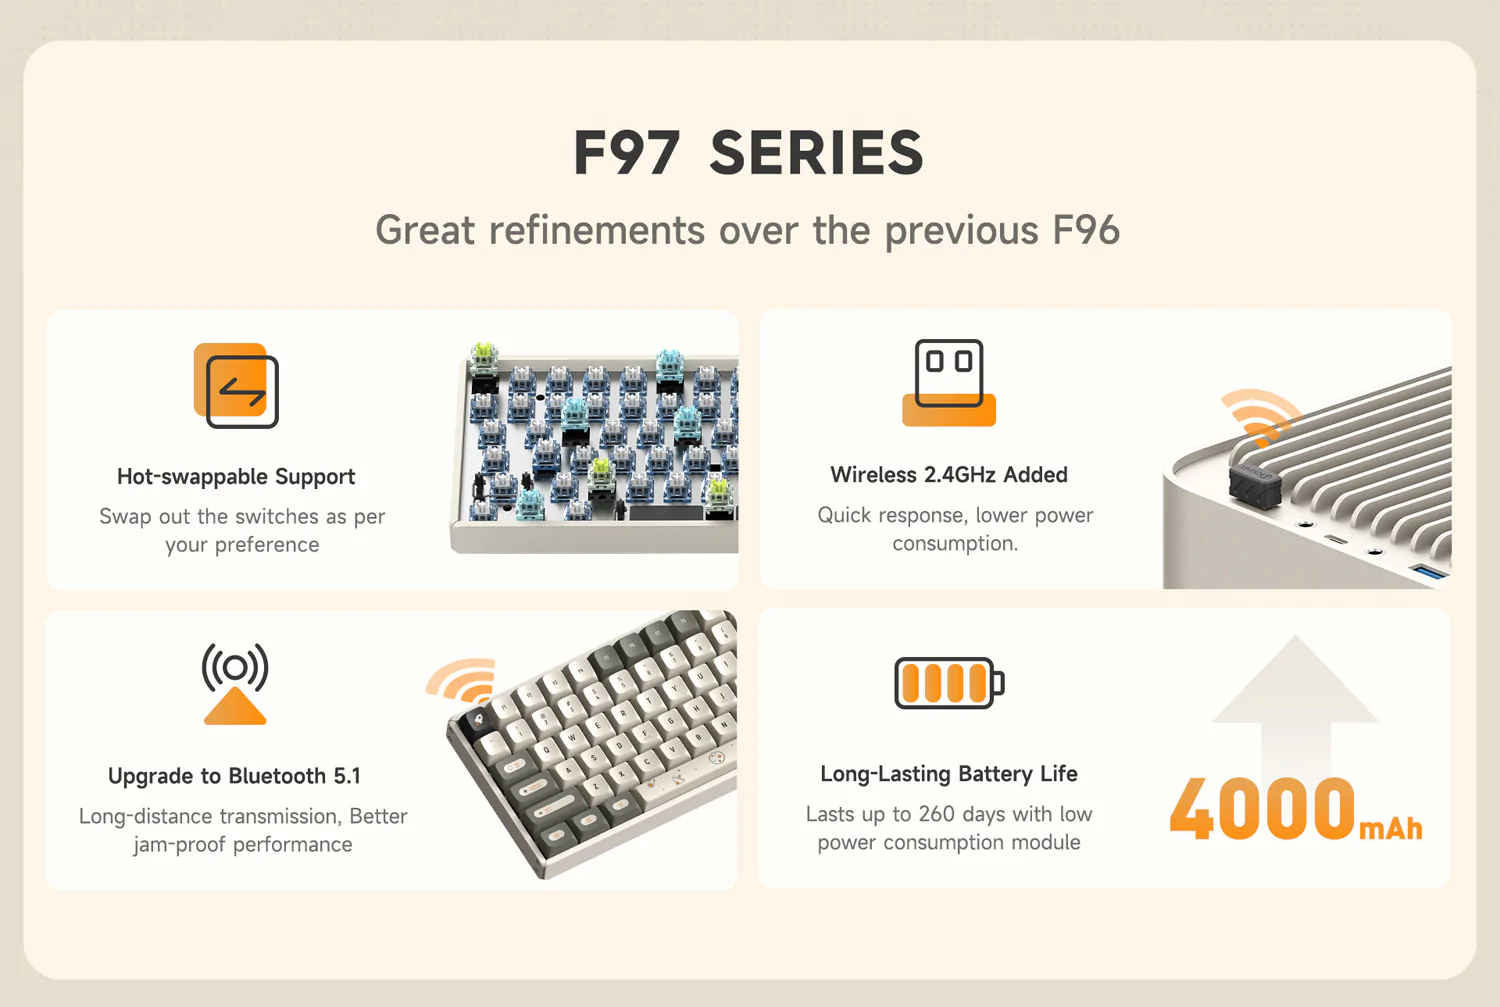 F97 SERIES
Great refinements over the previous F96
Hot-swappable Support
Swap out the switches as per
your preference
Wireless 2.4GHz Added
Quick response, lower power
consumption.
Upgrade to Bluetooth 5.1
Long-distance transmission, Better
jam-proof performance
Long-Lasting Battery Life
Lasts up to 260 days with low
power consumption module
4000mAh